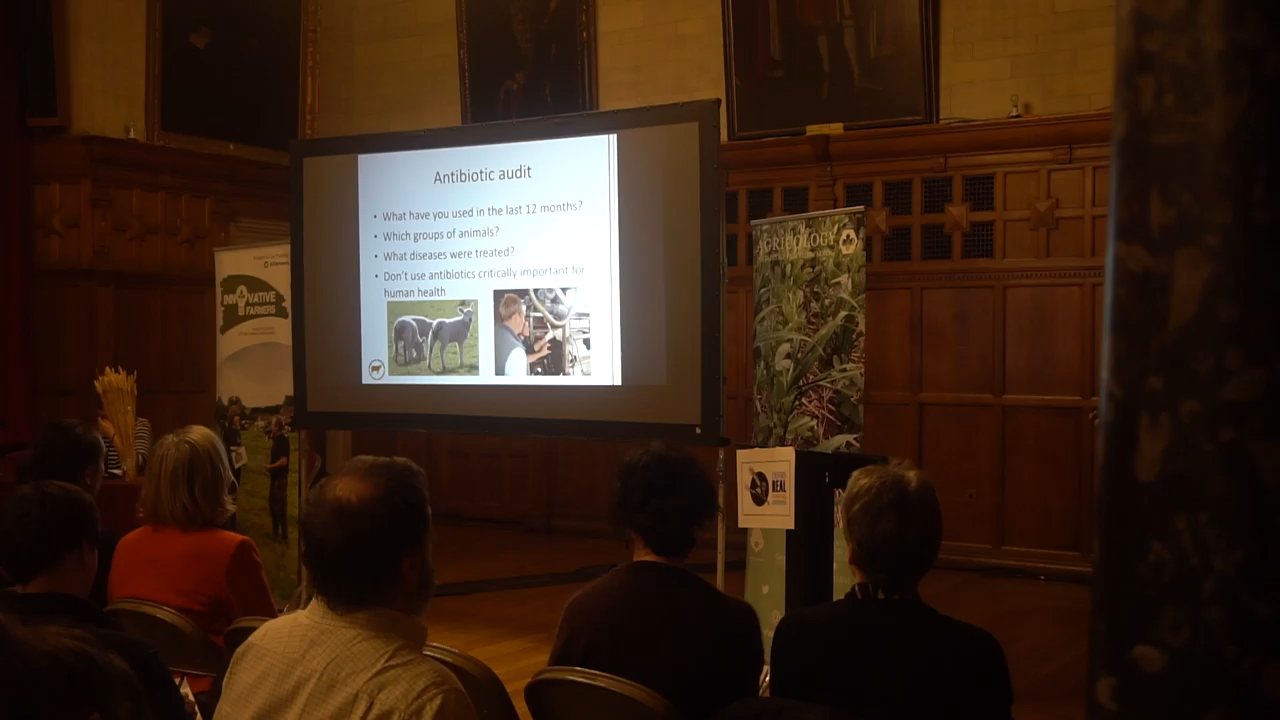 Antibiotic audit
• What have you used in the last 12 months?
• Which groups of animals?
• What diseases were treated?
• Don't use antibiotics critically important for
human health
INNOVATIVE
FARMERS
AGRICOLOGY
REAL